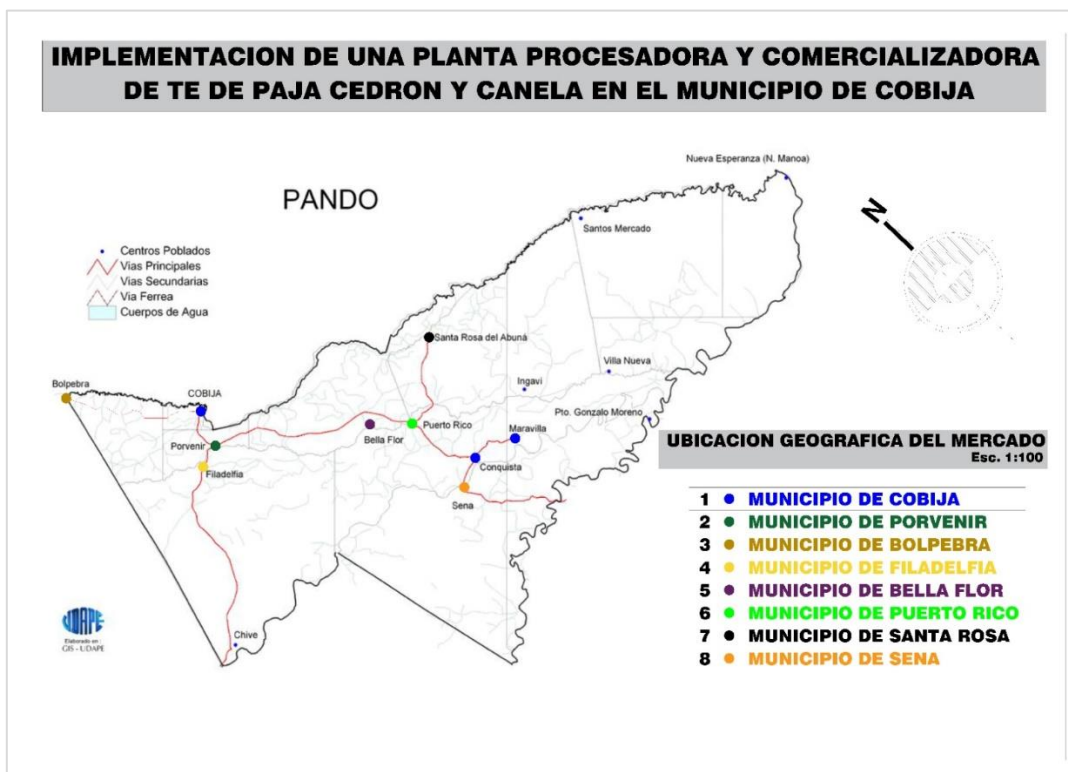 IMPLEMENTACION DE UNA PLANTA PROCESADORA Y COMERCIALIZADORA
DE TE DE PAJA CEDRON Y CANELA EN EL MUNICIPIO DE COBIJA
PANDO
Nueva Esperanza (N. Manoa)
Santos Mercado
N
Centros Poblados
Vias Principales
Vias Secundarias
Via Ferrea
Cuerpos de Agua
Santa Rosa del Abuná
Villa Nueva
Ingavi
Bolpebra
COBIJA
Pto. Gonzalo Moreno
Puerto Rico
Maravilla
Bella Flor
Porvenir
Conquista
Filadelfia
Sena
Chive
UDAPE
Elaborado en :
GIS - UDAPE
UBICACION GEOGRAFICA DEL MERCADO
Esc. 1:100
1 MUNICIPIO DE COBIJA
2 MUNICIPIO DE PORVENIR
3 MUNICIPIO DE BOLPEBRA
4 MUNICIPIO DE FILADELFIA
5 MUNICIPIO DE BELLA FLOR
6 MUNICIPIO DE PUERTO RICO
7 MUNICIPIO DE SANTA ROSA
8 MUNICIPIO DE SENA